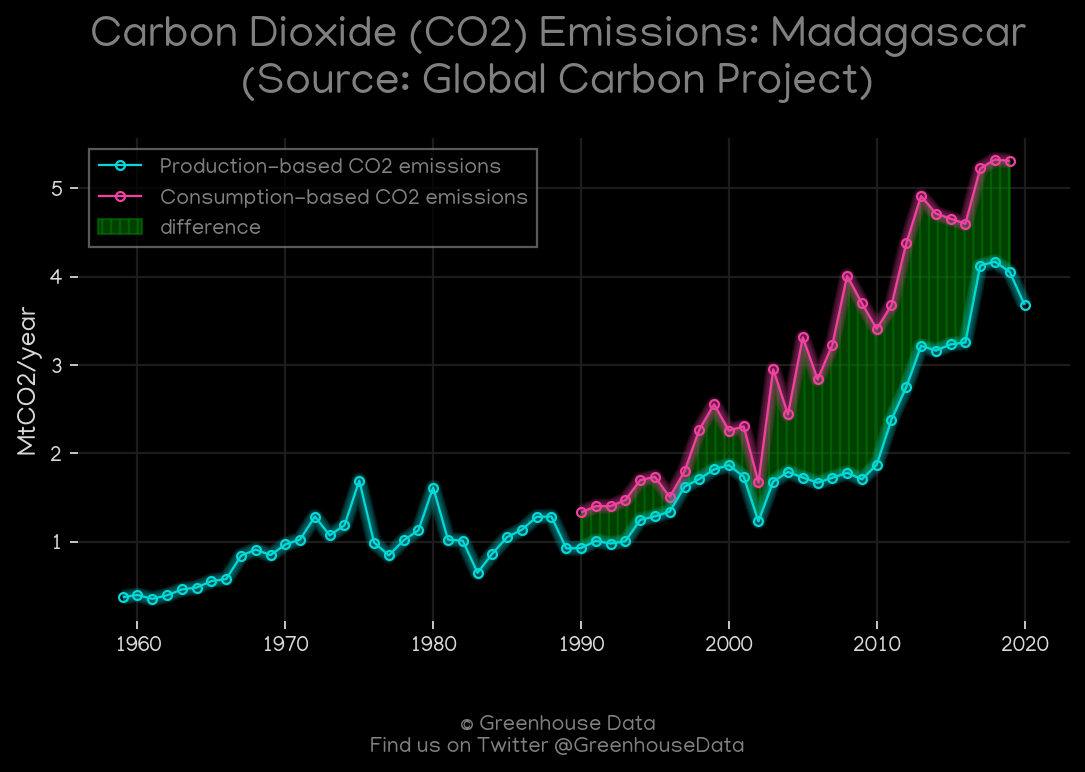 Carbon Dioxide (CO2) Emissions: Madagascar
(Source: Global Carbon Project)
Production-based CO2 emissions
Consumption-based CO2 emissions
difference
MtCO2/year
5
4
3
2
1
1960 1970 1980 1990 2000 2010 2020
© Greenhouse Data
Find us on Twitter @GreenhouseData